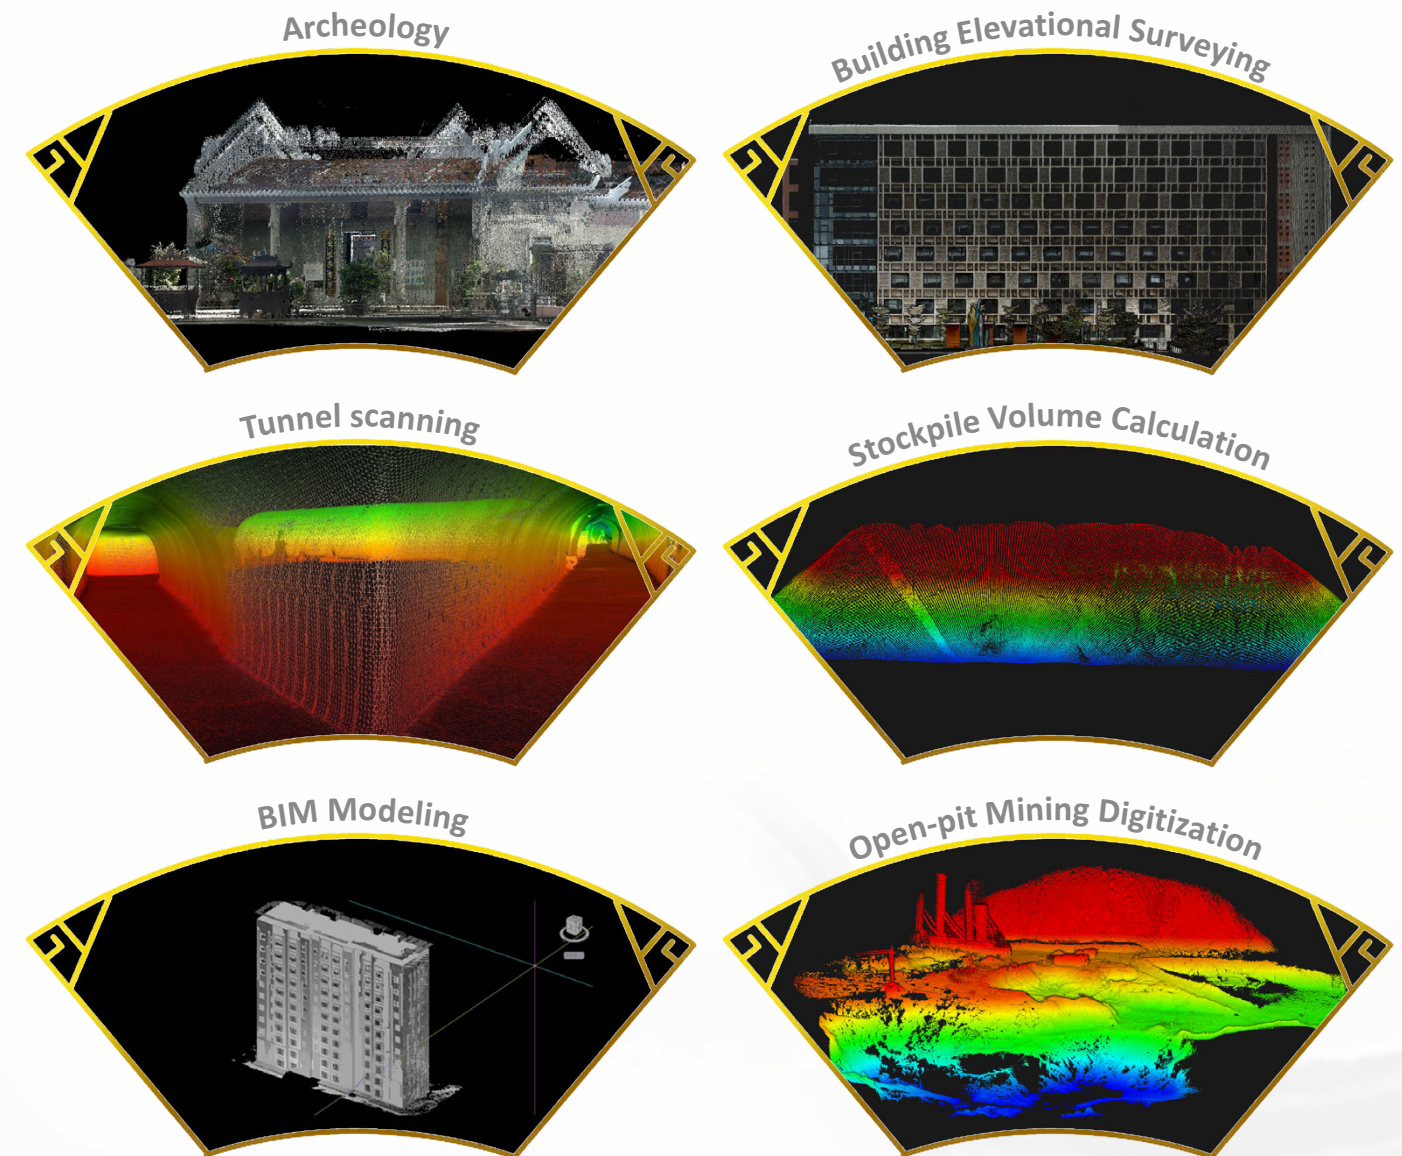 Archeology
Building Elevational Surveying
Tunnel scanning
Stockpile Volume Calculation
BIM Modeling
Open-pit Mining Digitization